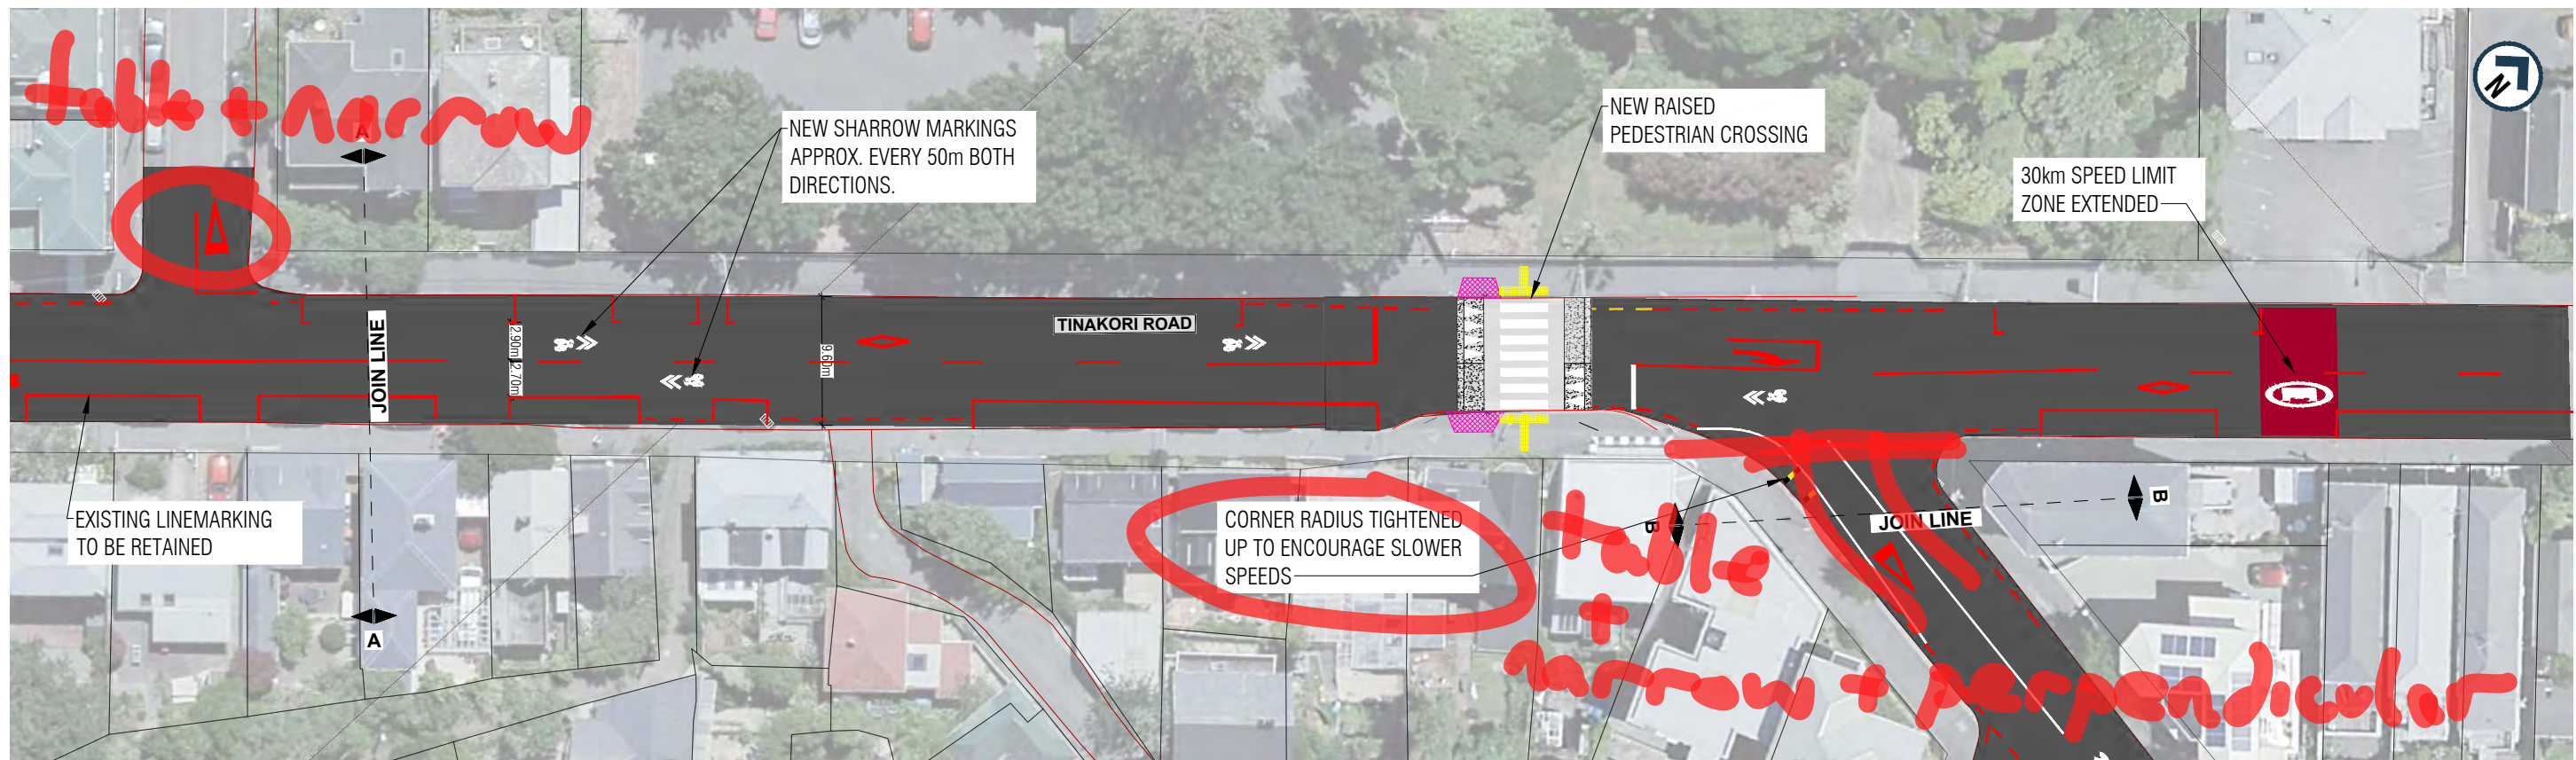 table + narrow
A
NEW SHARROW MARKINGS
APPROX. EVERY 50m BOTH
DIRECTIONS.
NEW RAISED
PEDESTRIAN CROSSING
30km SPEED LIMIT
ZONE EXTENDED
N
JOIN LINE
2.90m
2.70m
9.60m
TINAKORI ROAD
EXISTING LINEMARKING
TO BE RETAINED
A
CORNER RADIUS TIGHTENED
UP TO ENCOURAGE SLOWER
SPEEDS
B
JOIN LINE
B
table
+
narrow + perpendicular